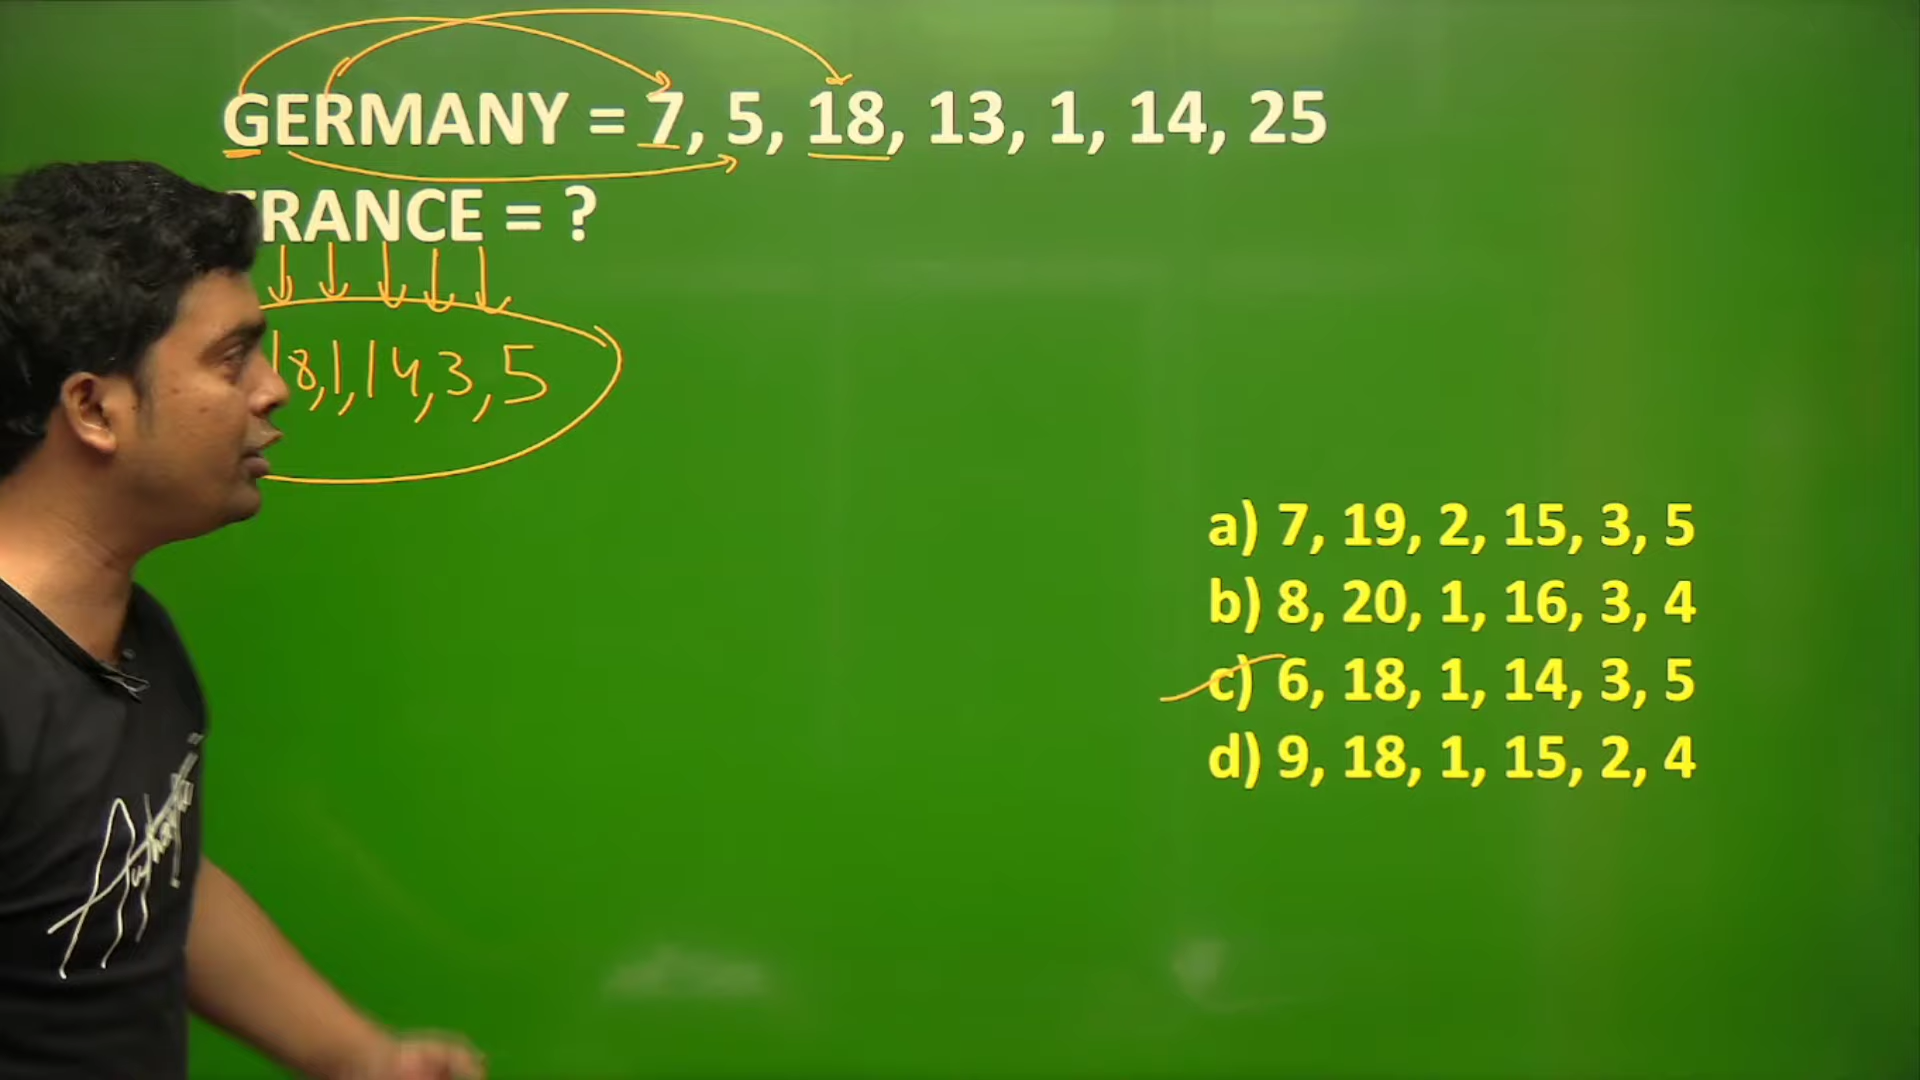 GERMANY = 7, 5, 18, 13, 1, 14, 25
FRANCE = ?
18, 1, 14, 3, 5
a) 7, 19, 2, 15, 3, 5
b) 8, 20, 1, 16, 3, 4
c) 6, 18, 1, 14, 3, 5
d) 9, 18, 1, 15, 2, 4